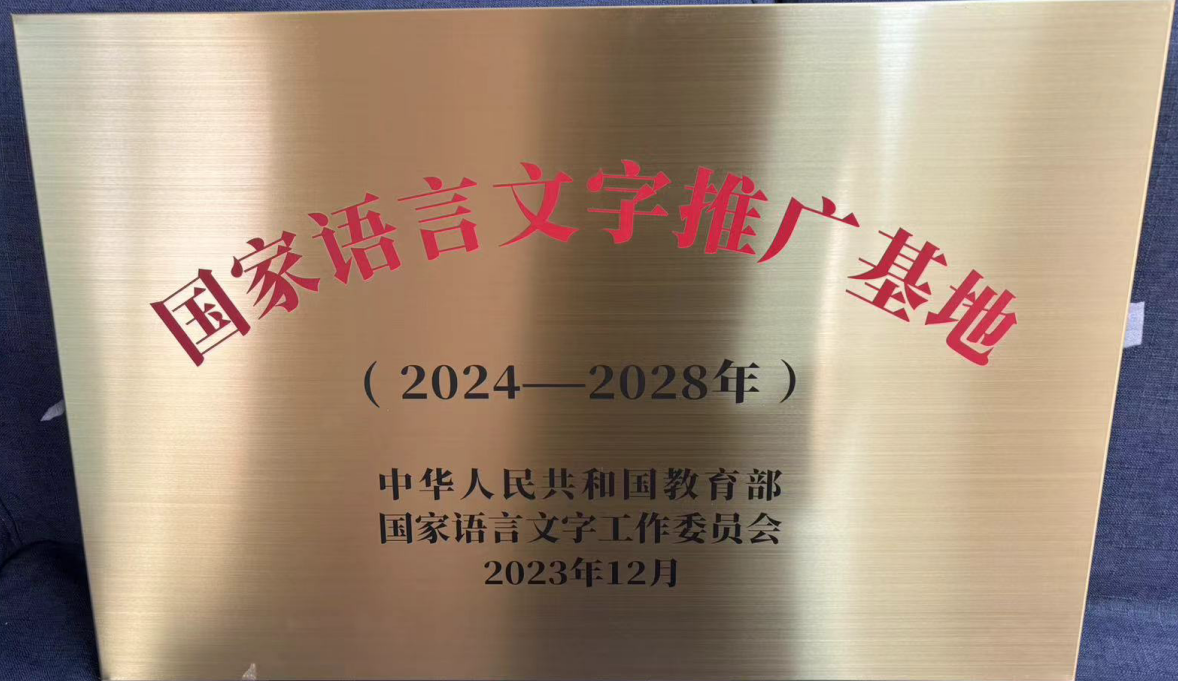 国家语言文字推广基地
（2024—2028年）
中华人民共和国教育部
国家语言文字工作委员会
2023年12月